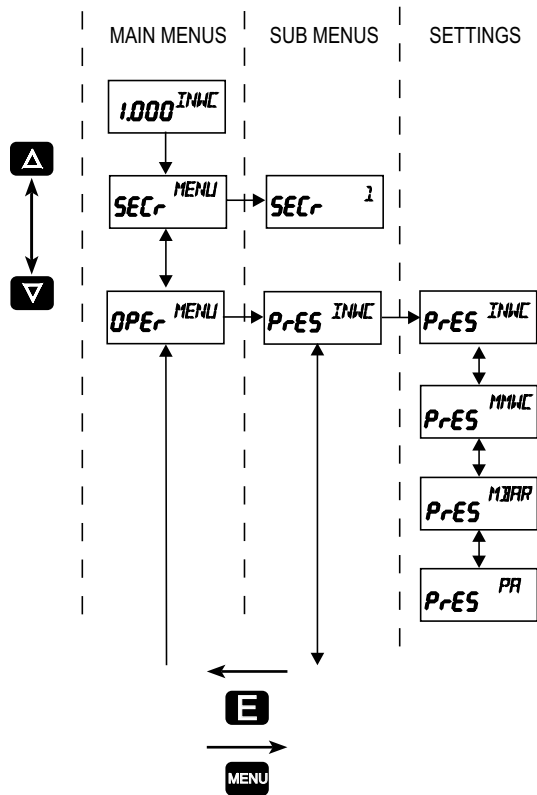 MAIN MENUS
SUB MENUS
SETTINGS
1.000 INWC
SECr MENU
SECr 1
OPEr MENU
PrES INWC
PrES INWC
PrES MMWC
PrES MBAR
PrES PA
E
MENU